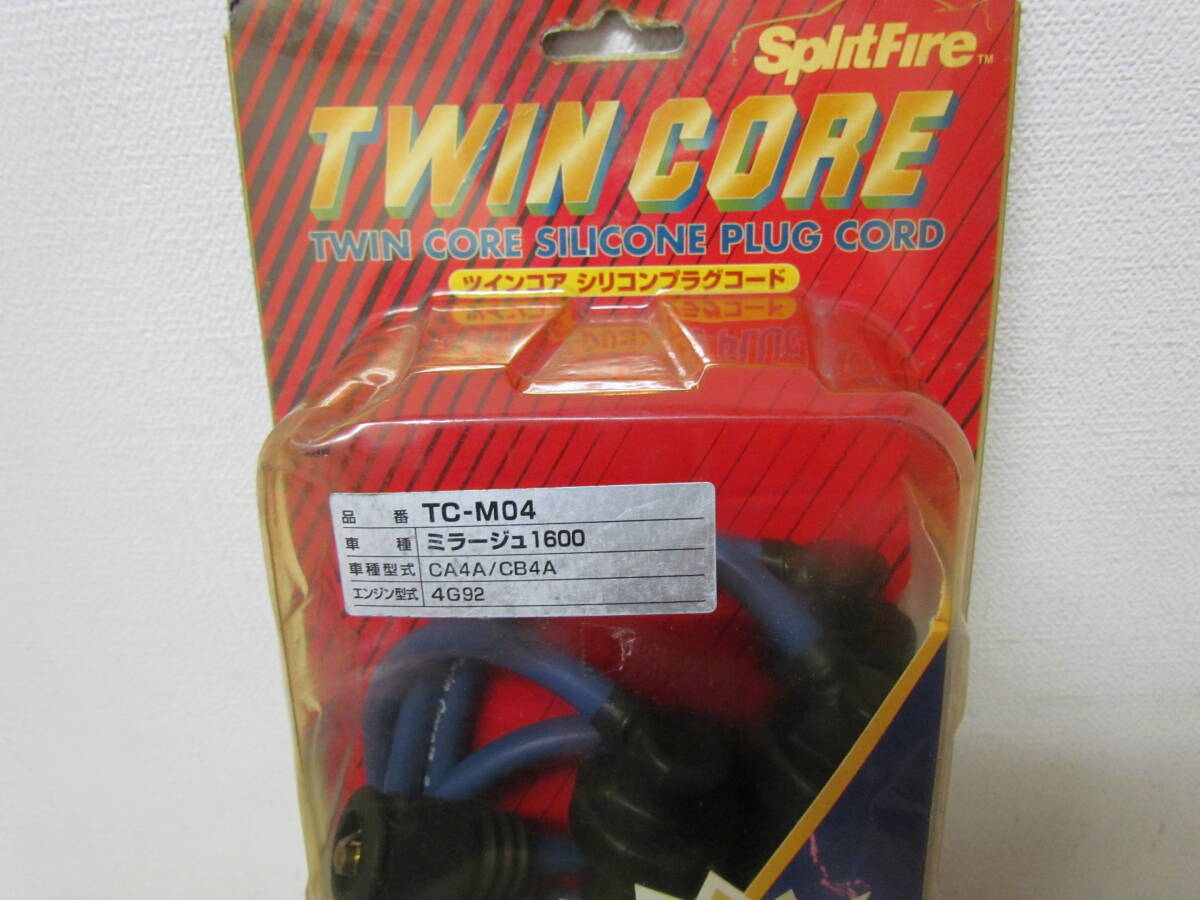 SplitFire™
TWIN CORE
TWIN CORE SILICONE PLUG CORD
ツインコア シリコンプラグコード
品番 TC-M04
車種 ミラージュ1600
車種型式 CA4A/CB4A
エンジン型式 4G92